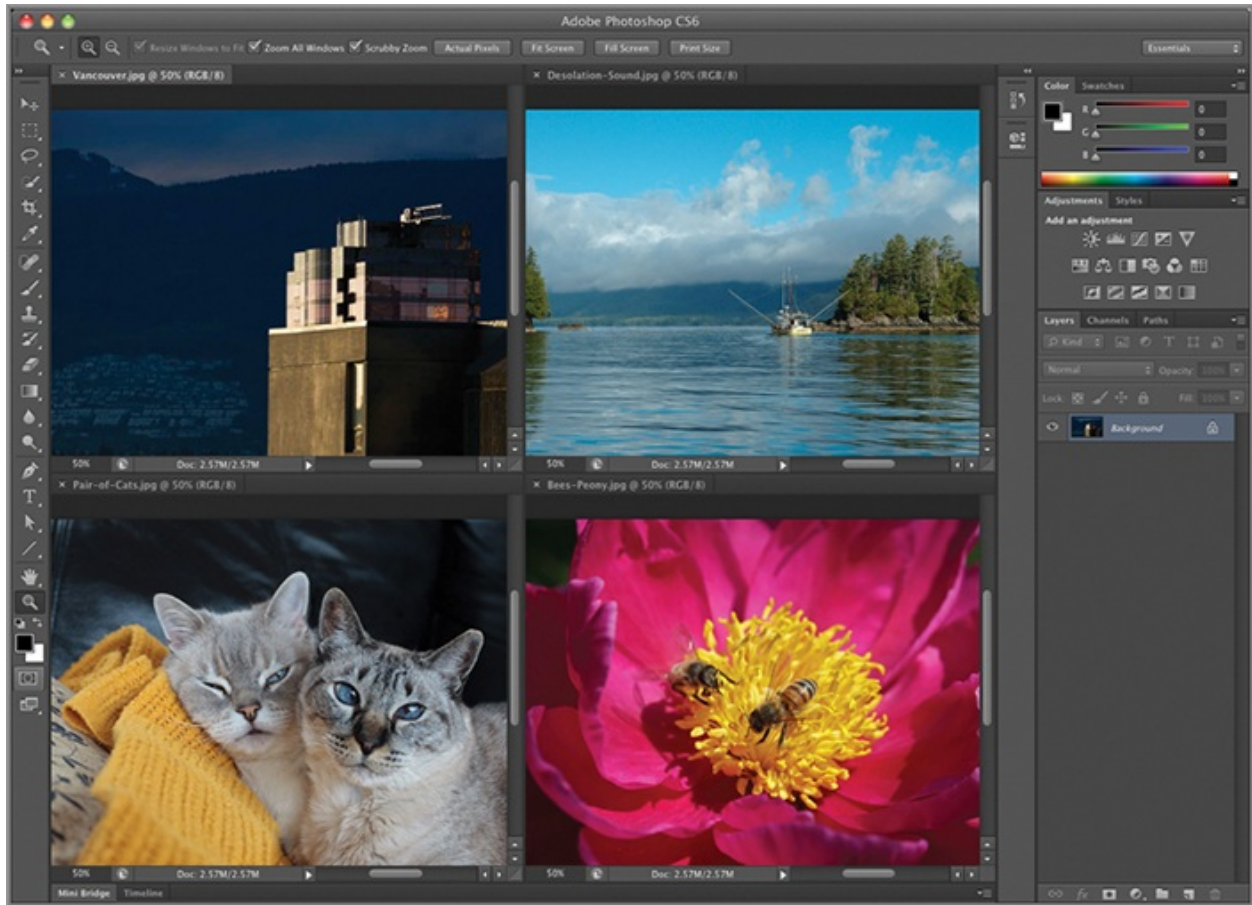 Adobe Photoshop CS6
Resize Windows to Fit Zoom All Windows Scrubby Zoom Actual Pixels Fit Screen Fill Screen Print Size Essentials
× Vancouver.jpg @ 50% (RGB/8) × Desolation-Sound.jpg @ 50% (RGB/8)
Color Swatches
R 0
G 0
B 0
Adjustments Styles
Add an adjustment
Layers Channels Paths
Kind
Normal Opacity: 100%
Lock: Fill: 100%
Background
50% Doc: 2.57M/2.57M 50% Doc: 2.57M/2.57M
× Pair-of-Cats.jpg @ 50% (RGB/8) × Bees-Peony.jpg @ 50% (RGB/8)
50% Doc: 2.57M/2.57M 50% Doc: 2.57M/2.57M
Mini Bridge Timeline
fx